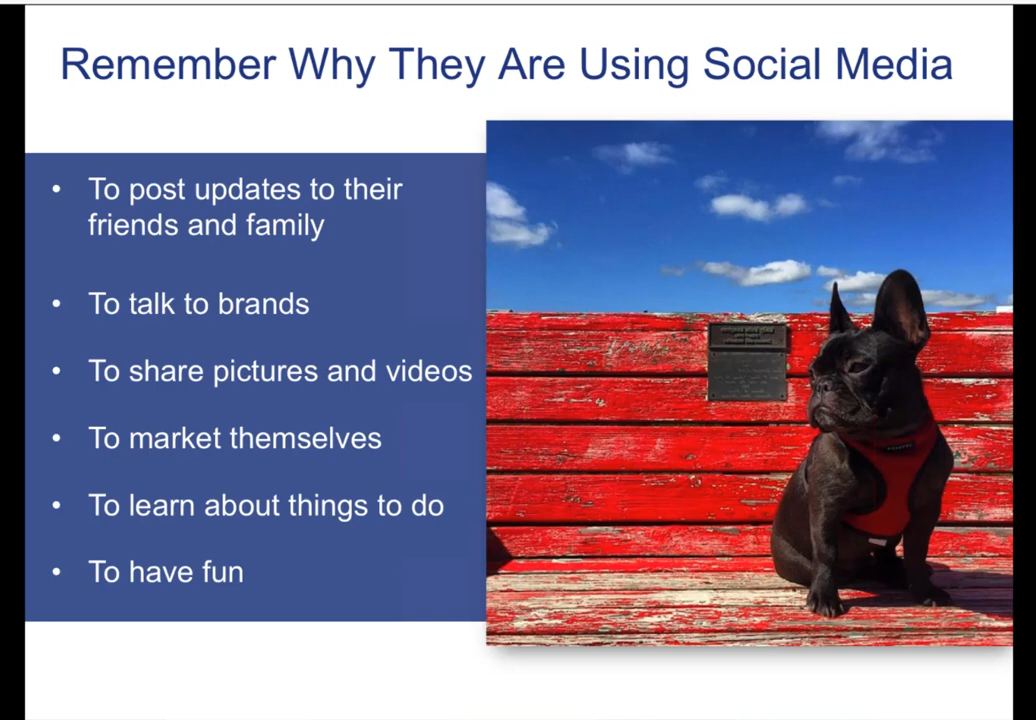 Remember Why They Are Using Social Media
• To post updates to their
friends and family
• To talk to brands
• To share pictures and videos
• To market themselves
• To learn about things to do
• To have fun